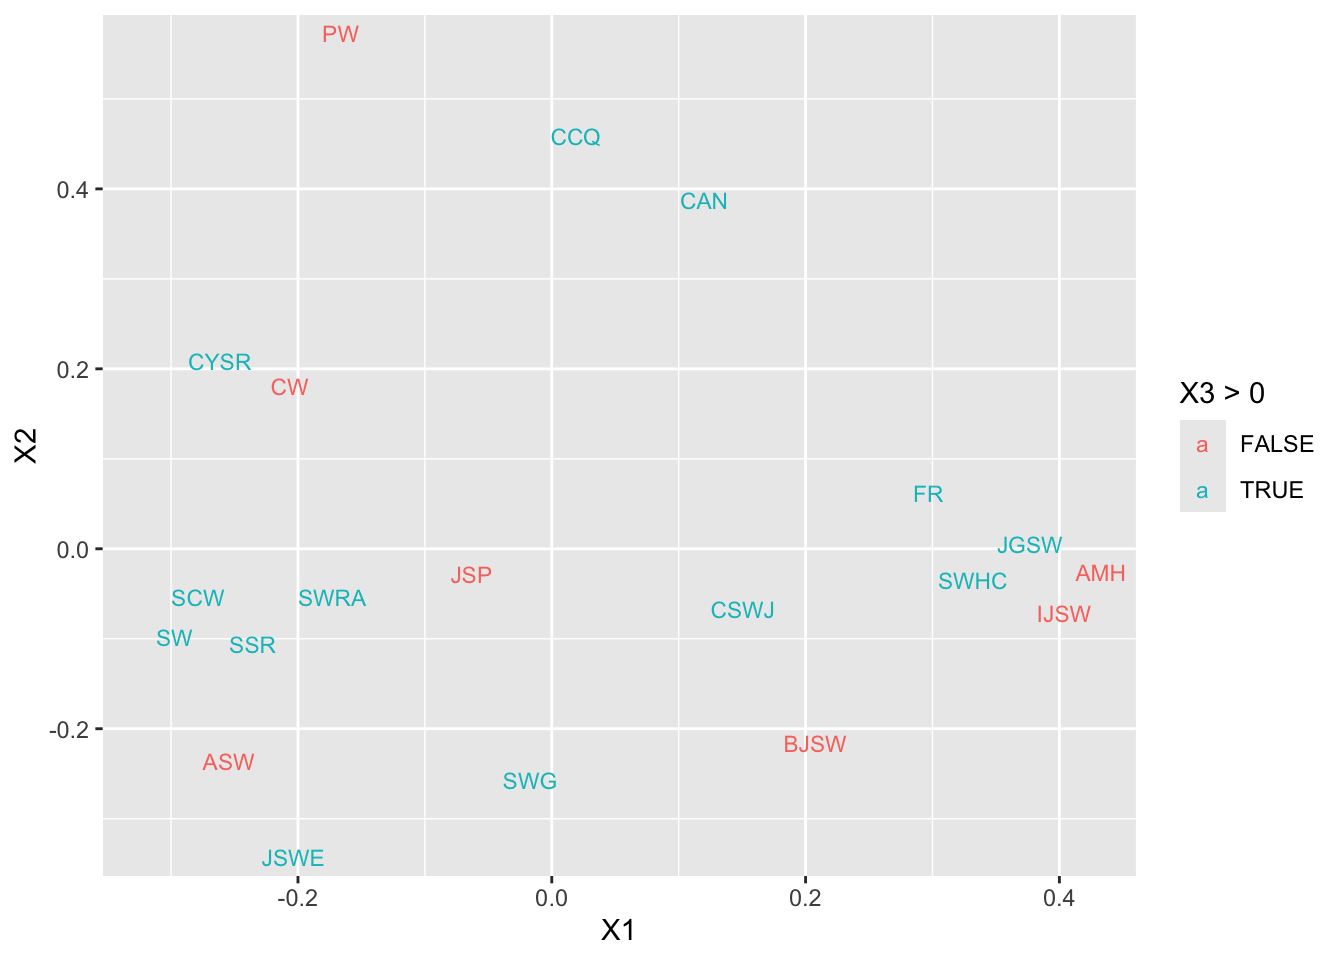 PW
CCQ
0.4
CAN
CYSR
0.2
CW
X2
X3 > 0
a FALSE
a TRUE
FR
0.0
JGSW
JSP
AMH
SWHC
SCW
SWRA
CSWJ
IJSW
SW
SSR
-0.2
BJSW
ASW
SWG
JSWE
-0.2
0.0
0.2
0.4
X1